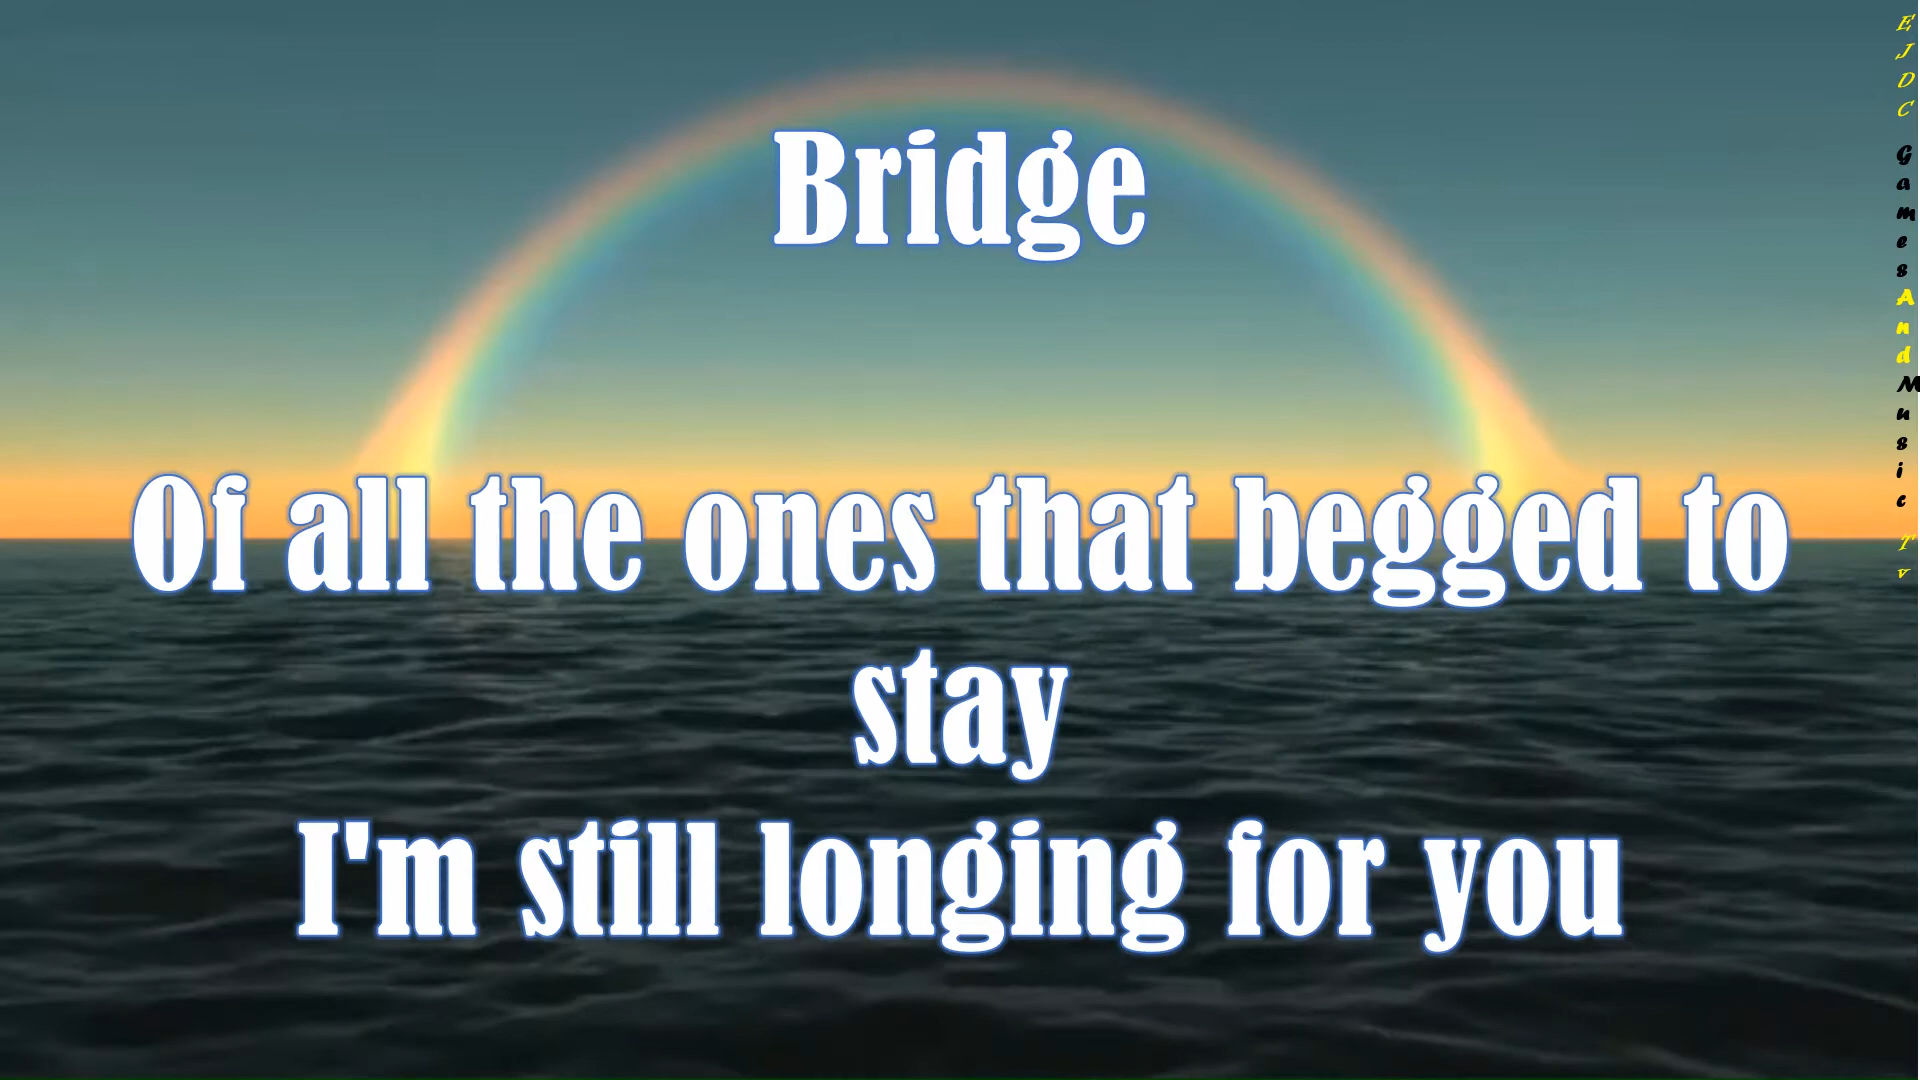 Bridge
Of all the ones that begged to
stay
I'm still longing for you
EJDC GamesAndMusic Tv